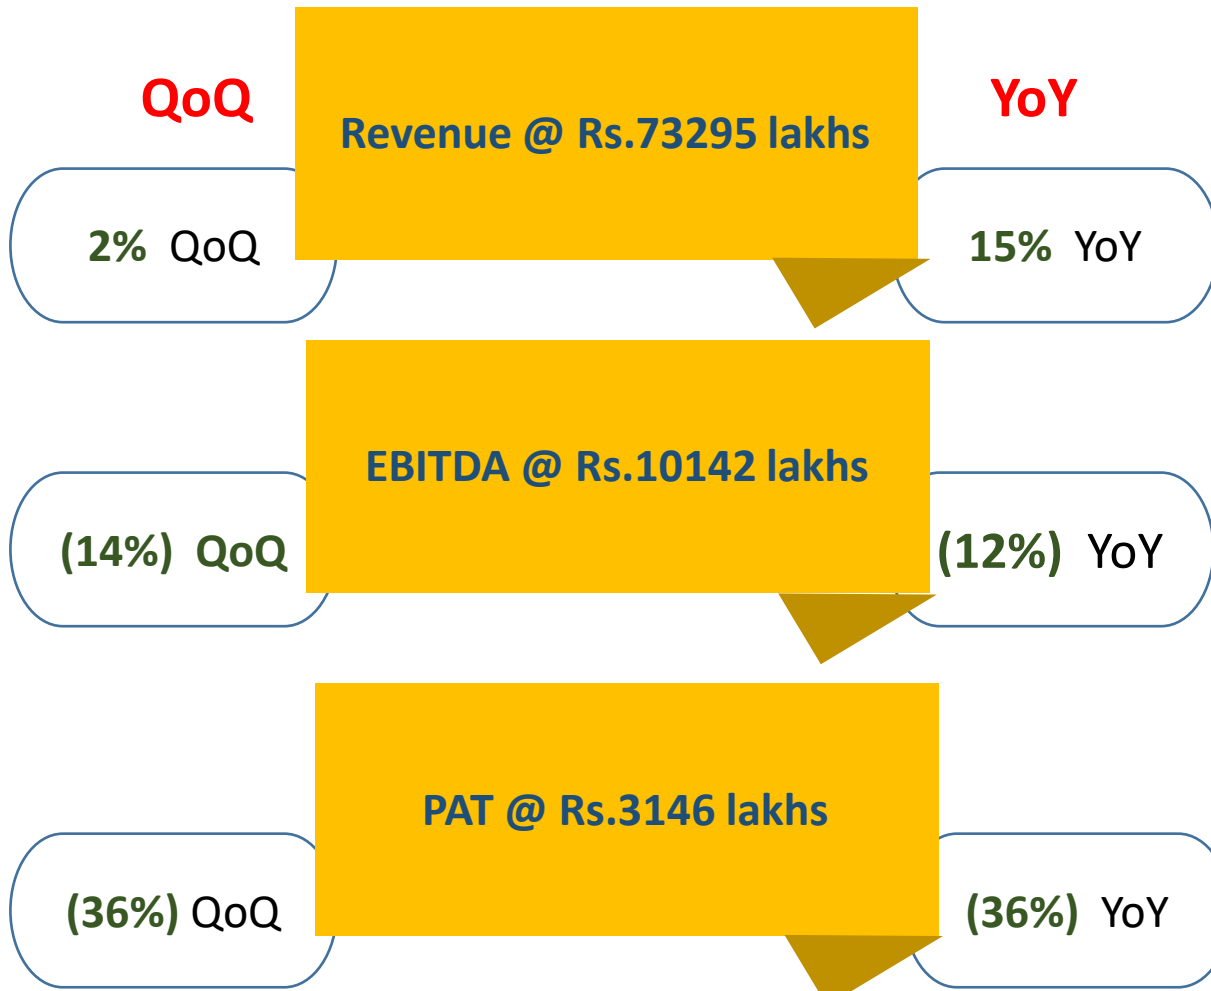 QoQ
YoY
Revenue @ Rs.73295 lakhs
2% QoQ
15% YoY
EBITDA @ Rs.10142 lakhs
(14%) QoQ
(12%) YoY
PAT @ Rs.3146 lakhs
(36%) QoQ
(36%) YoY